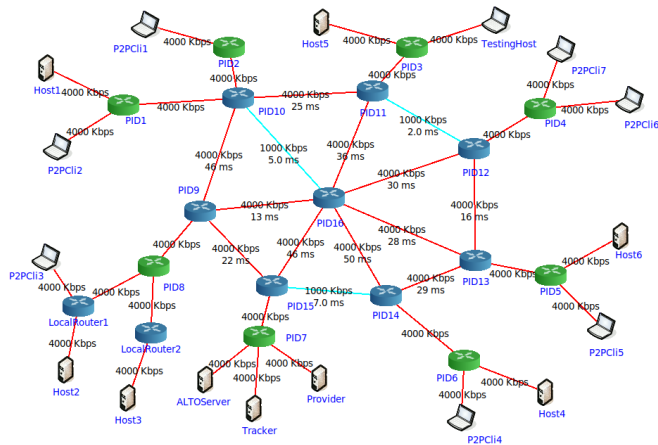 P2PCli1
4000 Kbps
PID2
4000 Kbps
Host5
4000 Kbps
PID3
4000 Kbps
TestingHost
4000 Kbps
P2PCli7
4000 Kbps
4000 Kbps
PID4
P2PCli6
4000 Kbps
Host1
4000 Kbps
4000 Kbps
PID1
4000 Kbps
P2PCli2
PID10
4000 Kbps
25 ms
PID11
1000 Kbps
2.0 ms
4000 Kbps
PID12
1000 Kbps
5.0 ms
4000 Kbps
36 ms
4000 Kbps
30 ms
4000 Kbps
46 ms
PID9
4000 Kbps
13 ms
PID16
4000 Kbps
16 ms
4000 Kbps
28 ms
4000 Kbps
46 ms
4000 Kbps
50 ms
4000 Kbps
22 ms
4000 Kbps
PID8
4000 Kbps
P2PCli3
4000 Kbps
LocalRouter1
4000 Kbps
Host2
4000 Kbps
LocalRouter2
4000 Kbps
Host3
PID15
1000 Kbps
7.0 ms
PID14
4000 Kbps
29 ms
PID13
4000 Kbps
PID5
4000 Kbps
Host6
4000 Kbps
P2PCli5
4000 Kbps
PID7
4000 Kbps
ALTOServer
4000 Kbps
Tracker
4000 Kbps
Provider
4000 Kbps
PID6
4000 Kbps
Host4
4000 Kbps
P2PCli4